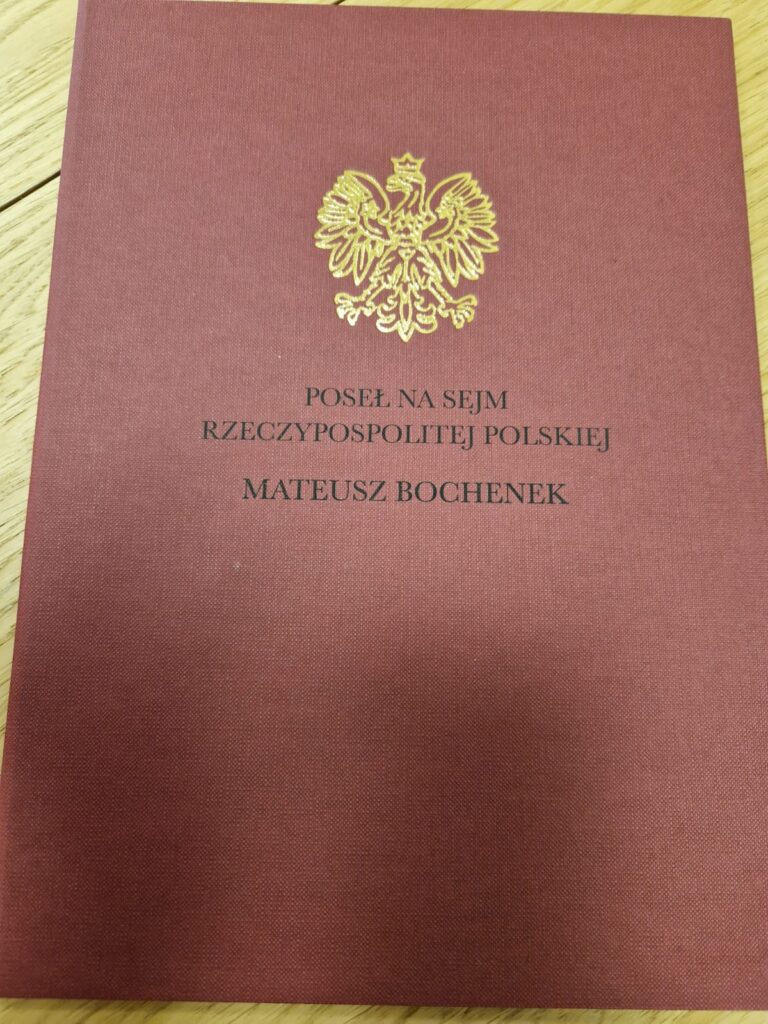 POSEŁ NA SEJM
RZECZYPOSPOLITEJ POLSKIEJ
MATEUSZ BOCHENEK